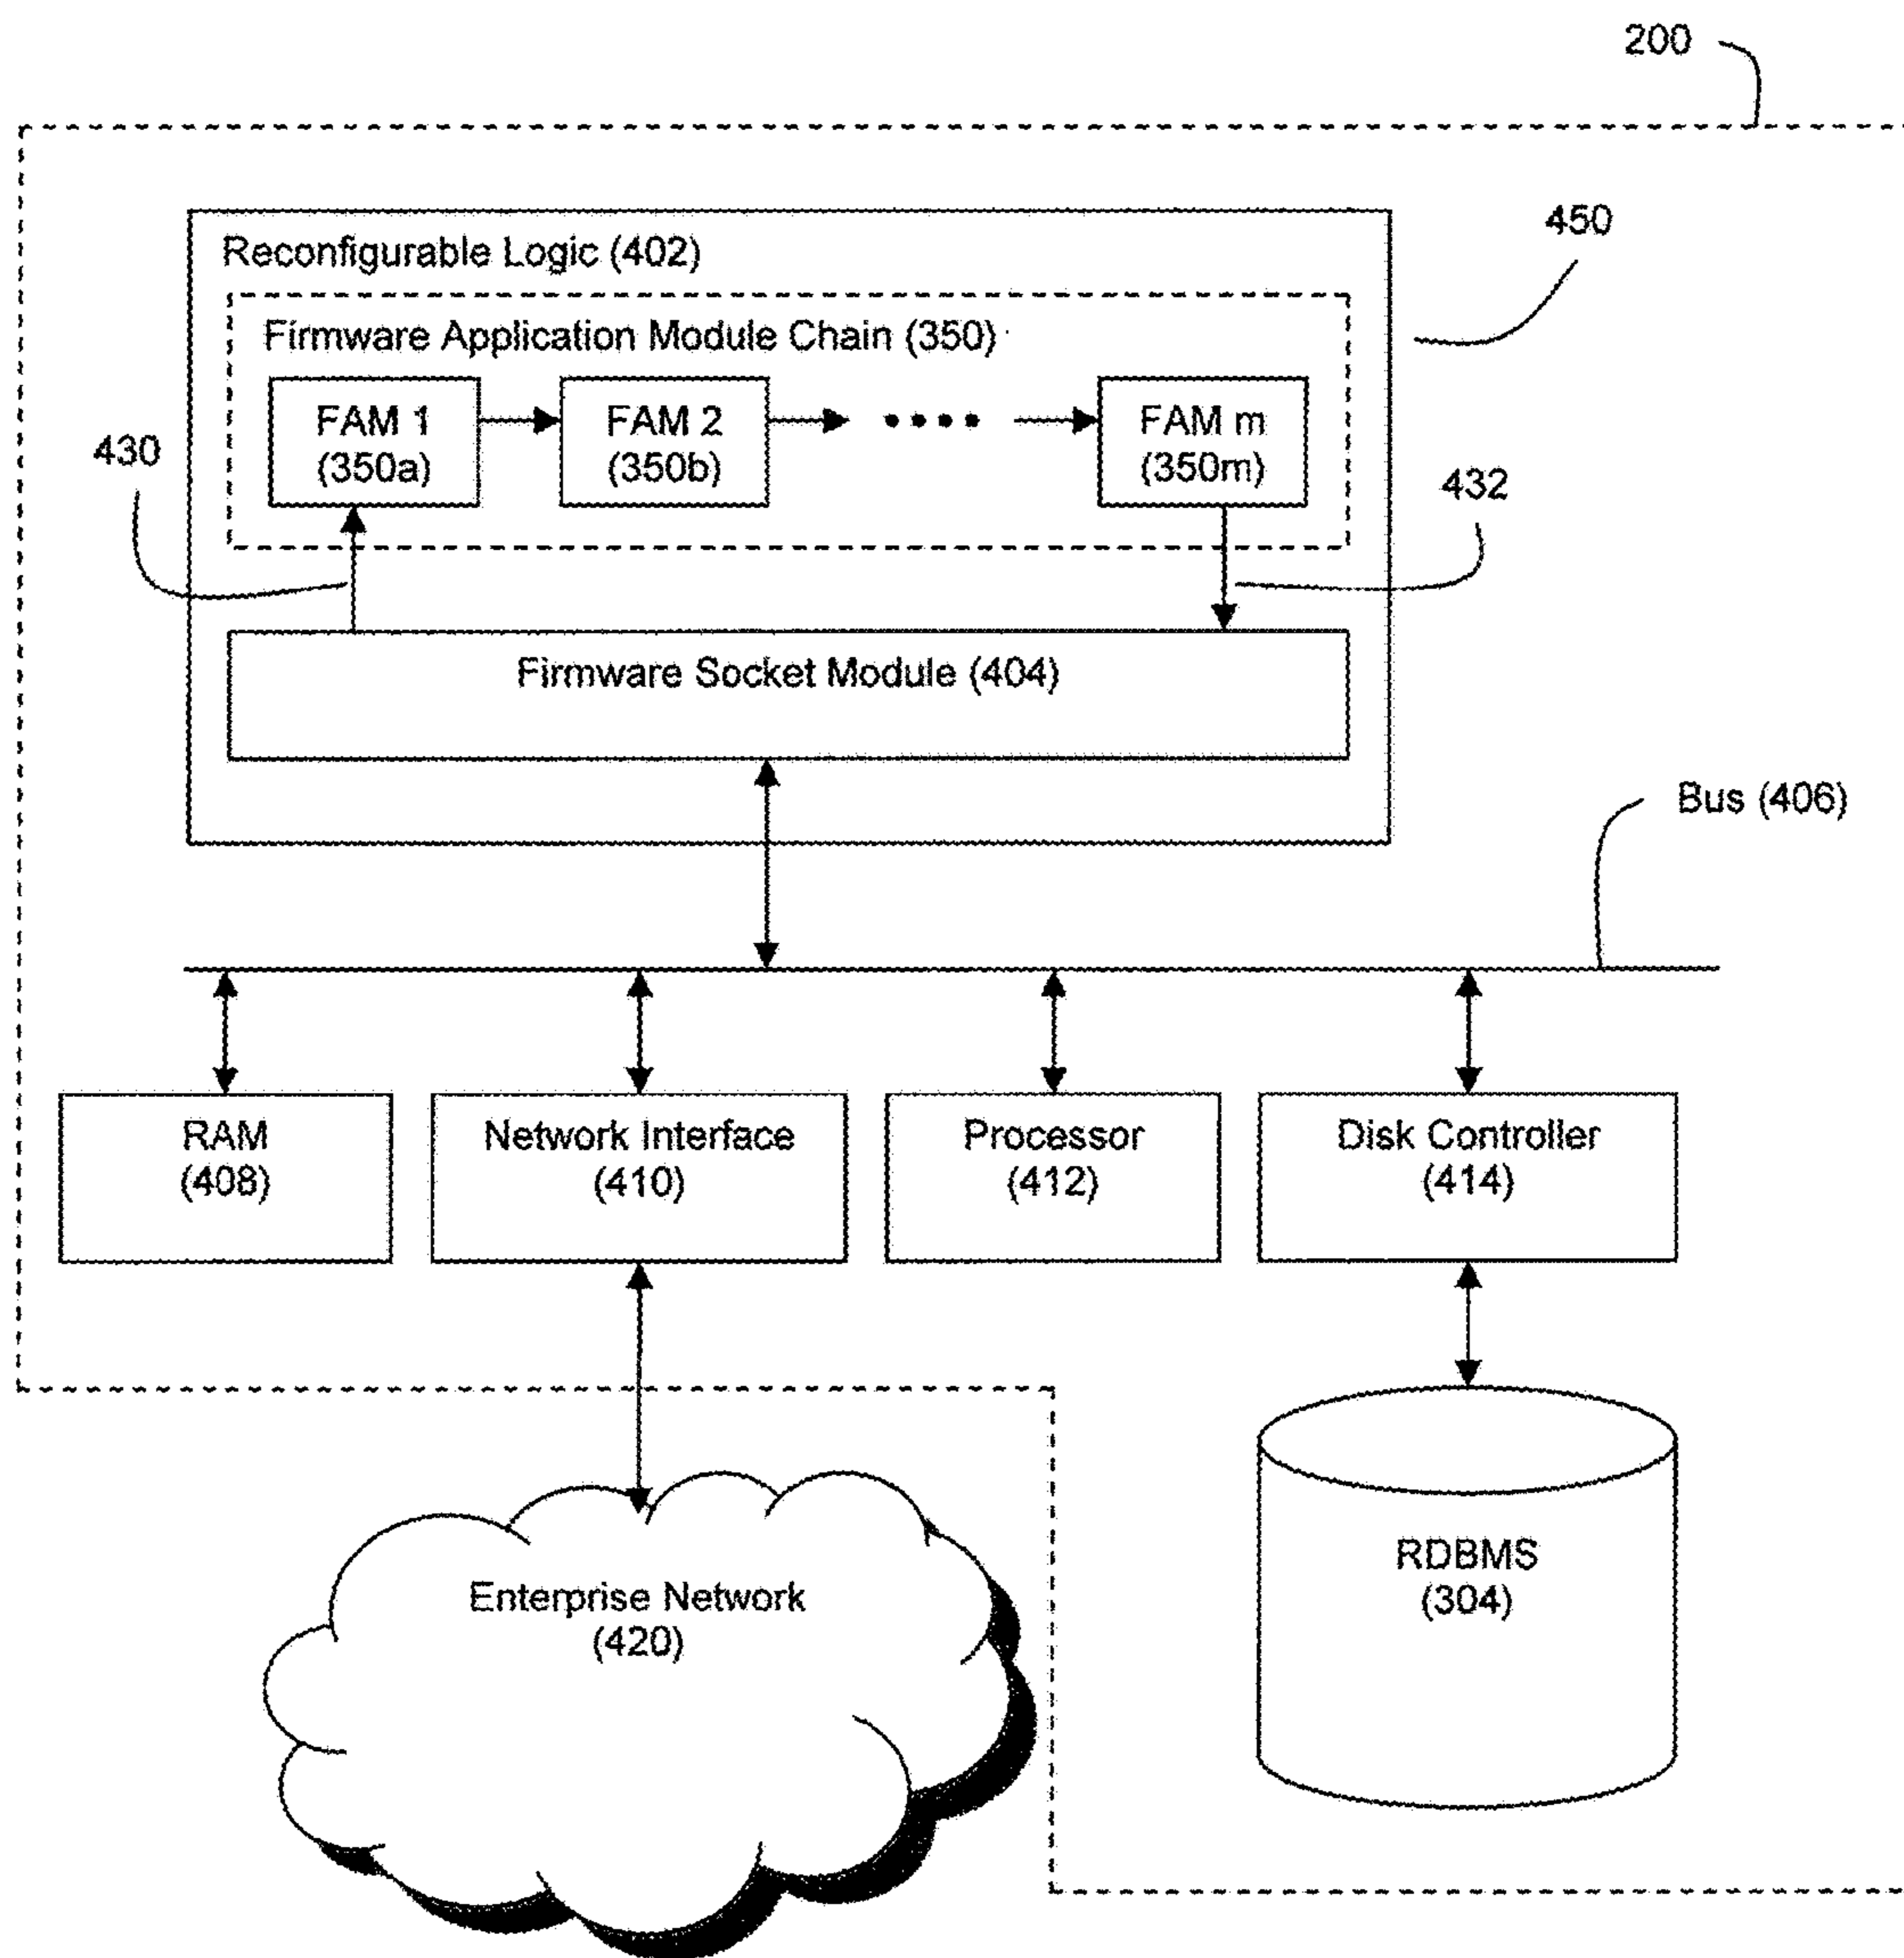 200
450
Reconfigurable Logic (402)
Firmware Application Module Chain (350)
FAM 1
(350a)
FAM 2
(350b)
FAM m
(350m)
430
432
Firmware Socket Module (404)
Bus (406)
RAM
(408)
Network Interface
(410)
Processor
(412)
Disk Controller
(414)
Enterprise Network
(420)
RDBMS
(304)